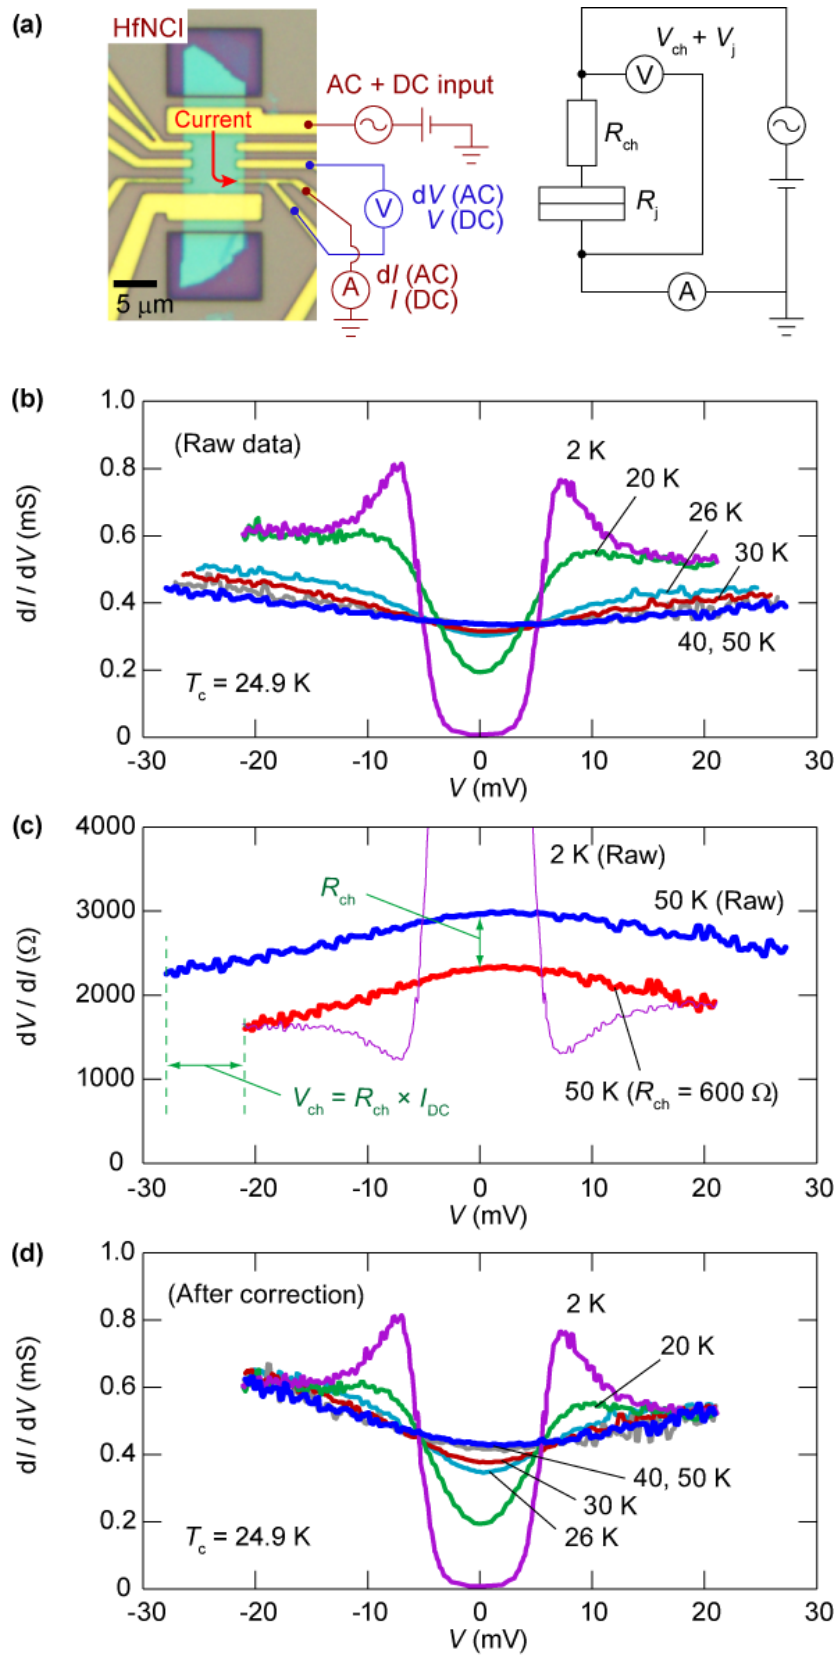 (a)
HfNCl
Current
5 μm
AC + DC input
V
dV (AC)
V (DC)
A
dI (AC)
I (DC)
Vch + Vj
V
Rch
Rj
A
(b)
(Raw data)
2 K
20 K
26 K
30 K
40, 50 K
Tc = 24.9 K
dI / dV (mS)
1.0
0.8
0.6
0.4
0.2
0
-30 -20 -10 0 10 20 30
V (mV)
(c)
2 K (Raw)
50 K (Raw)
Rch
50 K (Rch = 600 Ω)
Vch = Rch × IDC
dV / dI (Ω)
4000
3000
2000
1000
0
-30 -20 -10 0 10 20 30
V (mV)
(d)
(After correction)
2 K
20 K
40, 50 K
30 K
26 K
Tc = 24.9 K
dI / dV (mS)
1.0
0.8
0.6
0.4
0.2
0
-30 -20 -10 0 10 20 30
V (mV)